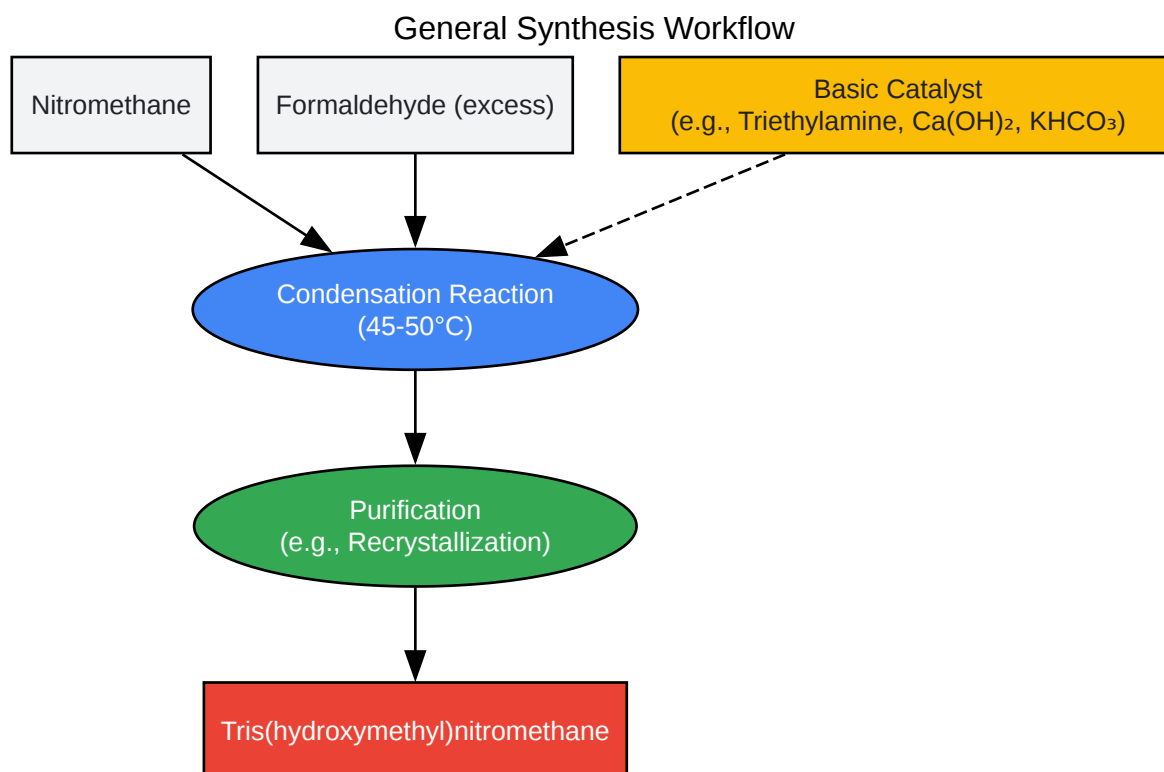 General Synthesis Workflow
Nitromethane
Formaldehyde (excess)
Basic Catalyst
(e.g., Triethylamine, Ca(OH)₂, KHCO₃)
Condensation Reaction
(45-50°C)
Purification
(e.g., Recrystallization)
Tris(hydroxymethyl)nitromethane